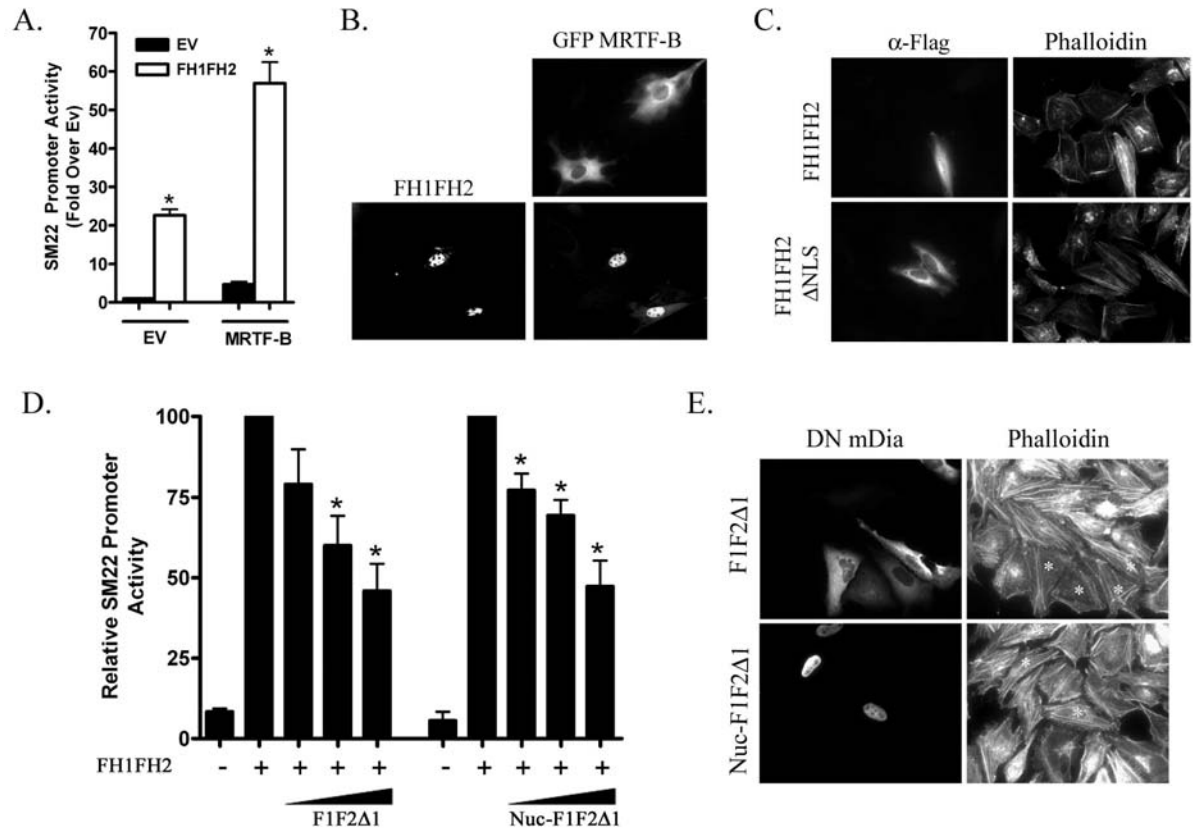 A.
SM22 Promoter Activity
(Fold Over Ev)
70
60
50
40
30
20
10
0
EV
FH1FH2
*
*
EV
MRTF-B
B.
GFP MRTF-B
FH1FH2
C.
α-Flag
Phalloidin
FH1FH2
FH1FH2
ΔNLS
D.
Relative SM22 Promoter
Activity
100
75
50
25
0
*
*
*
*
*
FH1FH2
- + + + + - + + + +
F1F2Δ1
Nuc-F1F2Δ1
E.
DN mDia
Phalloidin
F1F2Δ1
* * * *
Nuc-F1F2Δ1
*
*